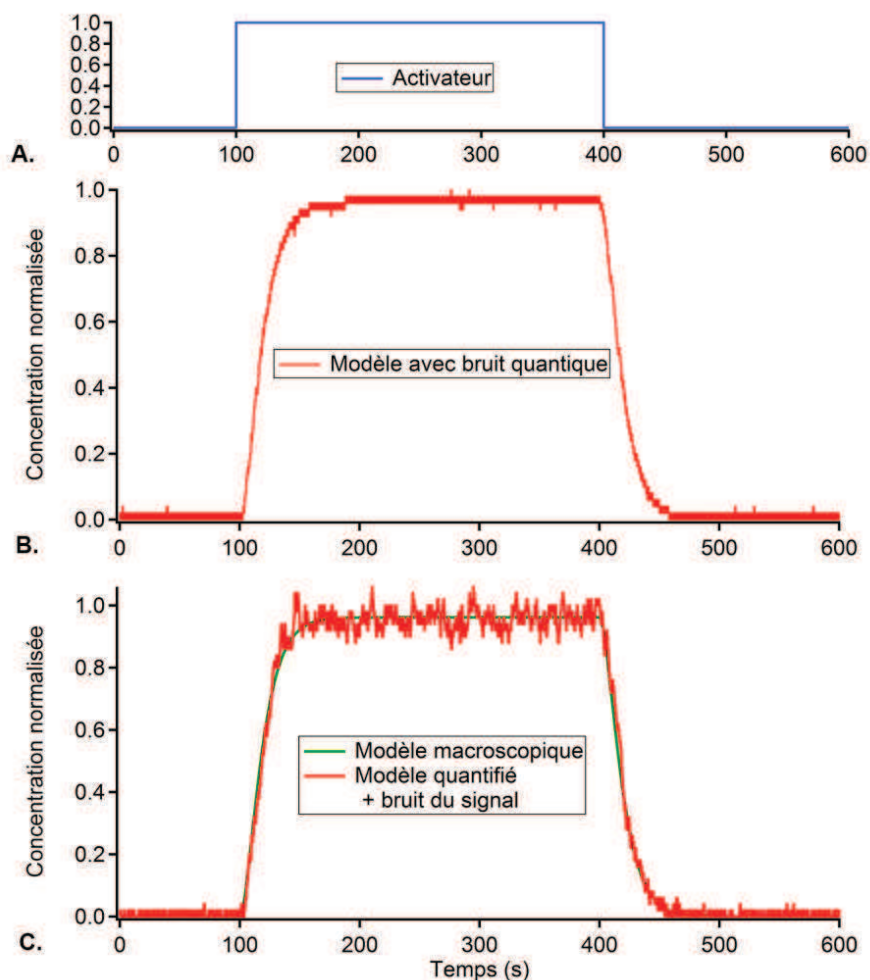 1.0
0.8
0.6
0.4
0.2
0.0
Activateur
A.
0 100 200 300 400 500 600
Concentration normalisée
1.0
0.8
0.6
0.4
0.2
0.0
Modèle avec bruit quantique
B.
0 100 200 300 400 500 600
Concentration normalisée
1.0
0.8
0.6
0.4
0.2
0.0
Modèle macroscopique
Modèle quantifié
+ bruit du signal
C.
0 100 200 300 400 500 600
Temps (s)